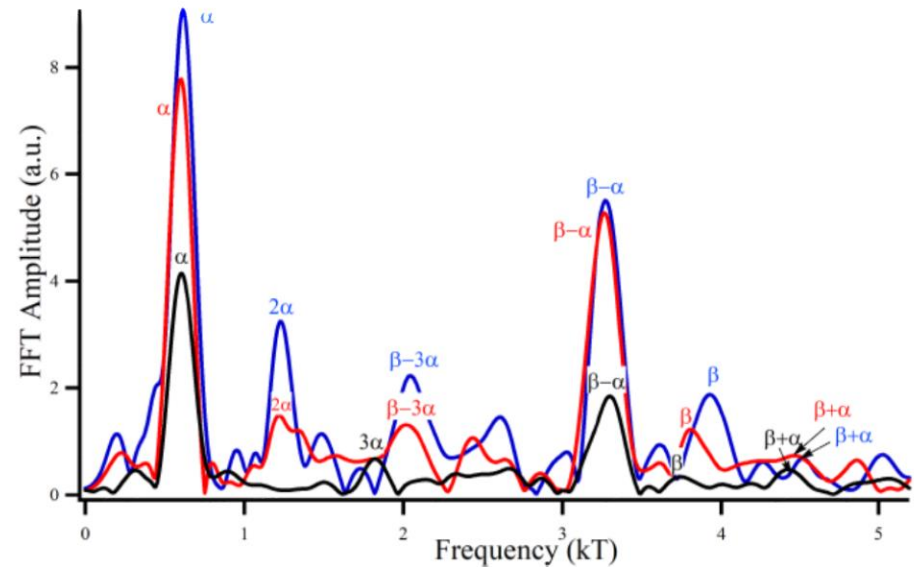 α
8
α
6
FFT Amplitude (a.u.)
β−α
β−α
α
4
2α
β−3α
β−α
β
2
2α
β−3α
β
β+α
3α
β+α
β+α
β
0
0 1 2 3 4 5
Frequency (kT)